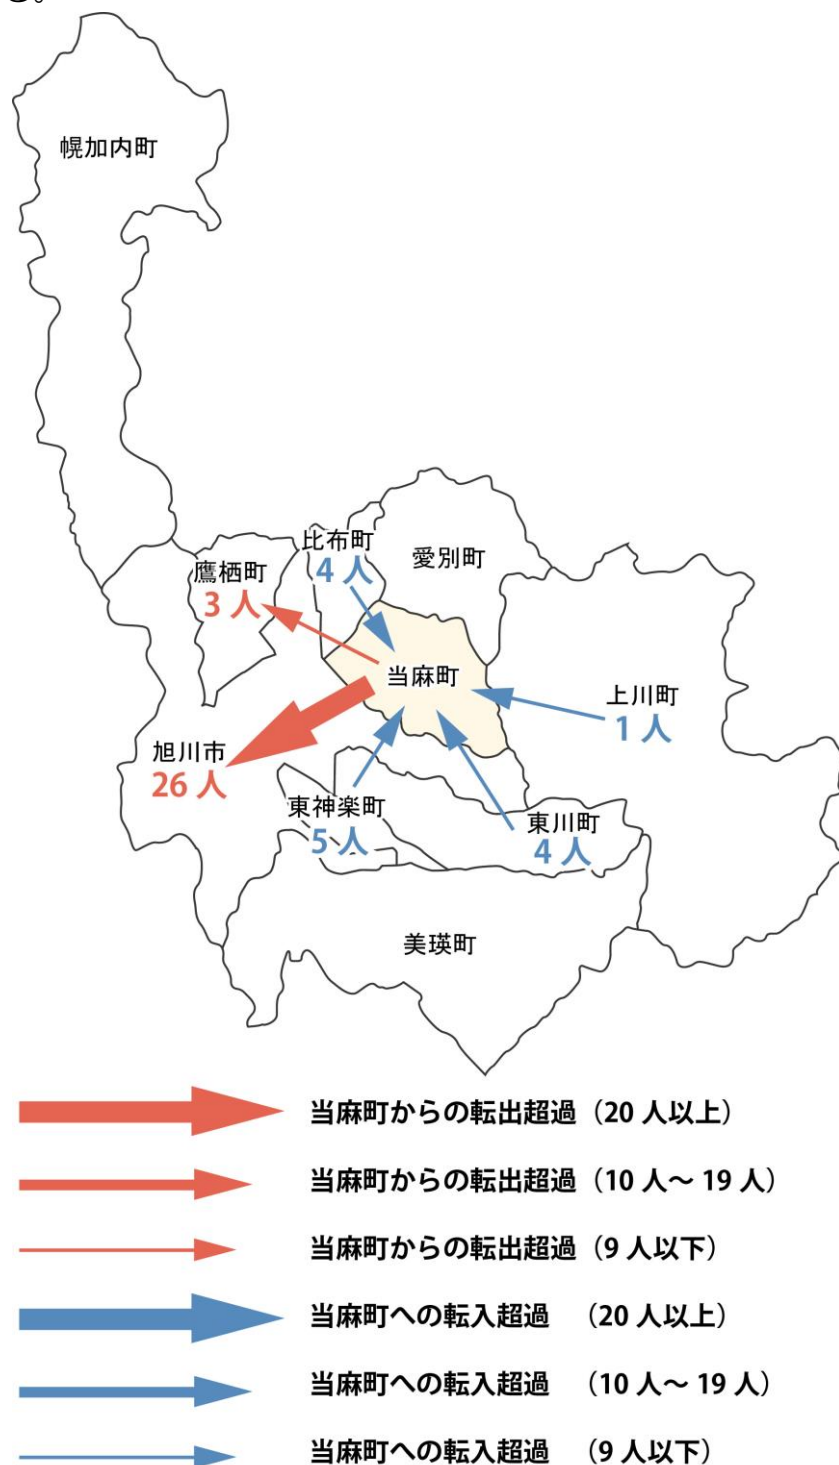 る。
幌加内町
比布町
4 人
愛別町
鷹栖町
3 人
当麻町
上川町
1 人
旭川市
26 人
東神楽町
5 人
東川町
4 人
美瑛町
当麻町からの転出超過（20 人以上）
当麻町からの転出超過（10 人～ 19 人）
当麻町からの転出超過（9 人以下）
当麻町への転入超過　（20 人以上）
当麻町への転入超過　（10 人～ 19 人）
当麻町への転入超過　（9 人以下）